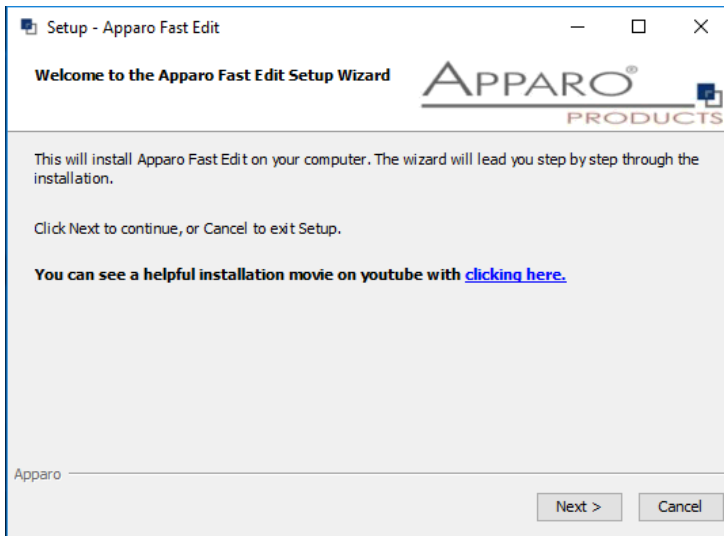 Setup - Apparo Fast Edit
Welcome to the Apparo Fast Edit Setup Wizard
APPARO®
PRODUCTS
This will install Apparo Fast Edit on your computer. The wizard will lead you step by step through the
installation.
Click Next to continue, or Cancel to exit Setup.
You can see a helpful installation movie on youtube with clicking here.
Apparo
Next >
Cancel